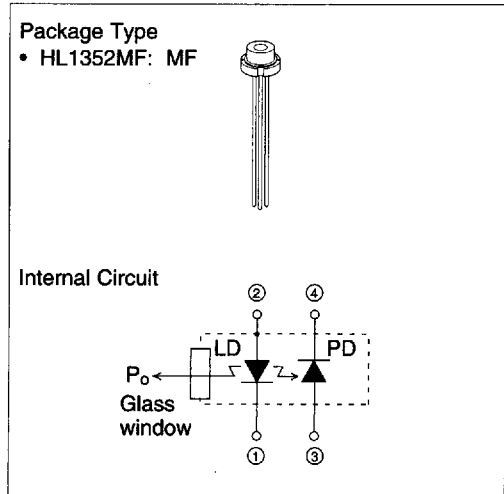 Package Type
• HL1352MF: MF
Internal Circuit
② ④
LD PD
Po
Glass
window
① ③